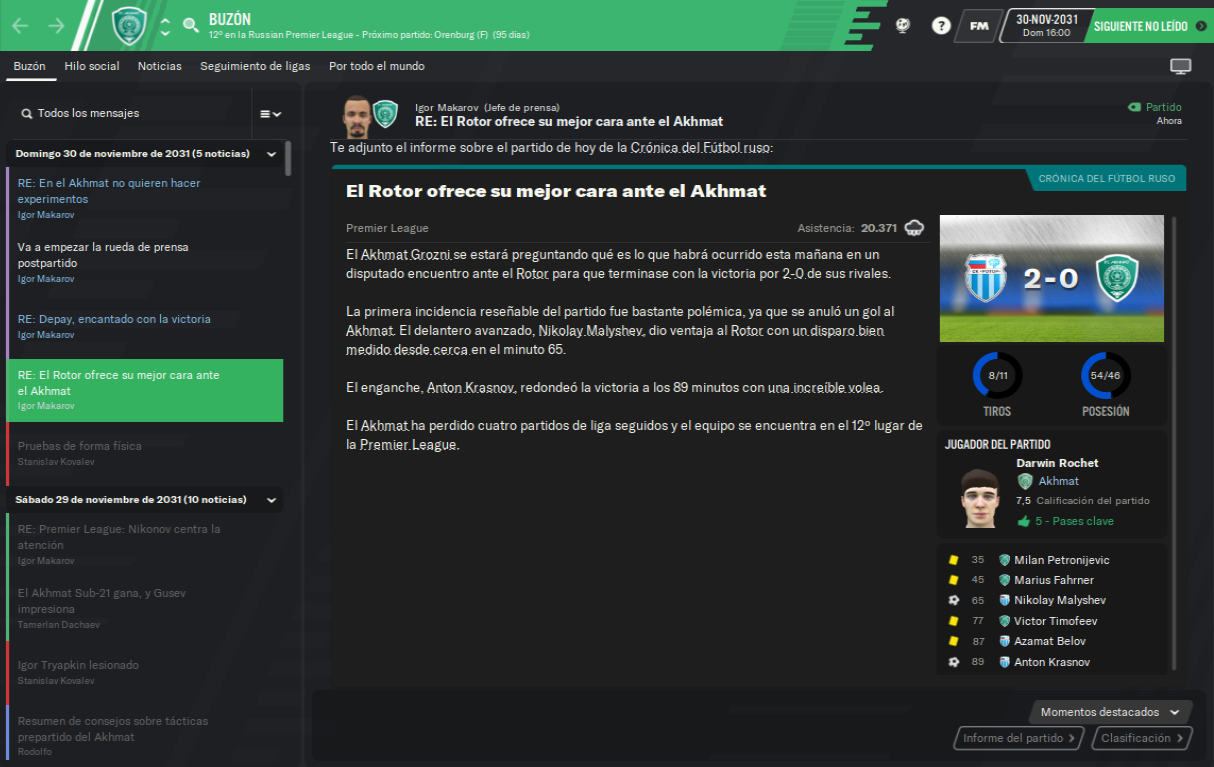 BUZÓN
12º en la Russian Premier League - Próximo partido: Orenburg (F) (95 días)
?
FM
30-NOV-2031
Dom 16:00
SIGUIENTE NO LEÍDO
Buzón
Hilo social
Noticias
Seguimiento de ligas
Por todo el mundo
Todos los mensajes
Domingo 30 de noviembre de 2031 (5 noticias)
RE: En el Akhmat no quieren hacer
experimentos
Igor Makarov
Va a empezar la rueda de prensa
postpartido
Igor Makarov
RE: Depay, encantado con la victoria
Igor Makarov
RE: El Rotor ofrece su mejor cara ante
el Akhmat
Igor Makarov
Pruebas de forma física
Stanislav Kovalev
Sábado 29 de noviembre de 2031 (10 noticias)
RE: Premier League: Nikonov centra la
atención
Igor Makarov
El Akhmat Sub-21 gana, y Gusev
impresiona
Tamerlan Dachaev
Igor Tryapkin lesionado
Stanislav Kovalev
Resumen de consejos sobre tácticas
prepartido del Akhmat
Rodolfo
Igor Makarov (Jefe de prensa)
RE: El Rotor ofrece su mejor cara ante el Akhmat
Partido
Ahora
Te adjunto el informe sobre el partido de hoy de la Crónica del Fútbol ruso:
CRÓNICA DEL FÚTBOL RUSO
El Rotor ofrece su mejor cara ante el Akhmat
Premier League
Asistencia: 20.371
El Akhmat Grozni se estará preguntando qué es lo que habrá ocurrido esta mañana en un
disputado encuentro ante el Rotor para que terminase con la victoria por 2-0 de sus rivales.
La primera incidencia reseñable del partido fue bastante polémica, ya que se anuló un gol al
Akhmat. El delantero avanzado, Nikolay Malyshev, dio ventaja al Rotor con un disparo bien
medido desde cerca en el minuto 65.
El enganche, Anton Krasnov, redondeó la victoria a los 89 minutos con una increíble volea.
El Akhmat ha perdido cuatro partidos de liga seguidos y el equipo se encuentra en el 12º lugar de
la Premier League.
2-0
8/11
TIROS
54/46
POSESIÓN
JUGADOR DEL PARTIDO
Darwin Rochet
Akhmat
7,5 Calificación del partido
5 - Pases clave
35 Milan Petronijevic
45 Marius Fahrner
65 Nikolay Malyshev
77 Victor Timofeev
87 Azamat Belov
89 Anton Krasnov
Momentos destacados
Informe del partido
Clasificación